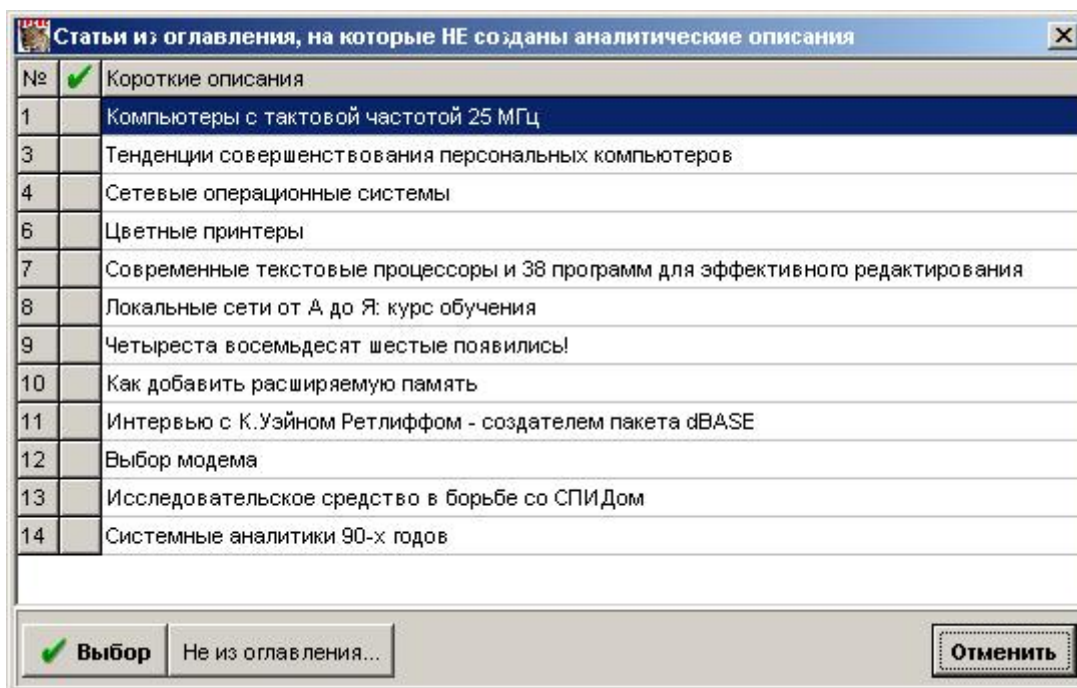 Статьи из оглавления, на которые НЕ созданы аналитические описания
№ Короткие описания
1 Компьютеры с тактовой частотой 25 МГц
3 Тенденции совершенствования персональных компьютеров
4 Сетевые операционные системы
6 Цветные принтеры
7 Современные текстовые процессоры и 38 программ для эффективного редактирования
8 Локальные сети от А до Я: курс обучения
9 Четыреста восемьдесят шестые появились!
10 Как добавить расширяемую память
11 Интервью с К.Уэйном Ретлиффом - создателем пакета dBASE
12 Выбор модема
13 Исследовательское средство в борьбе со СПИДом
14 Системные аналитики 90-х годов
Выбор Не из оглавления... Отменить